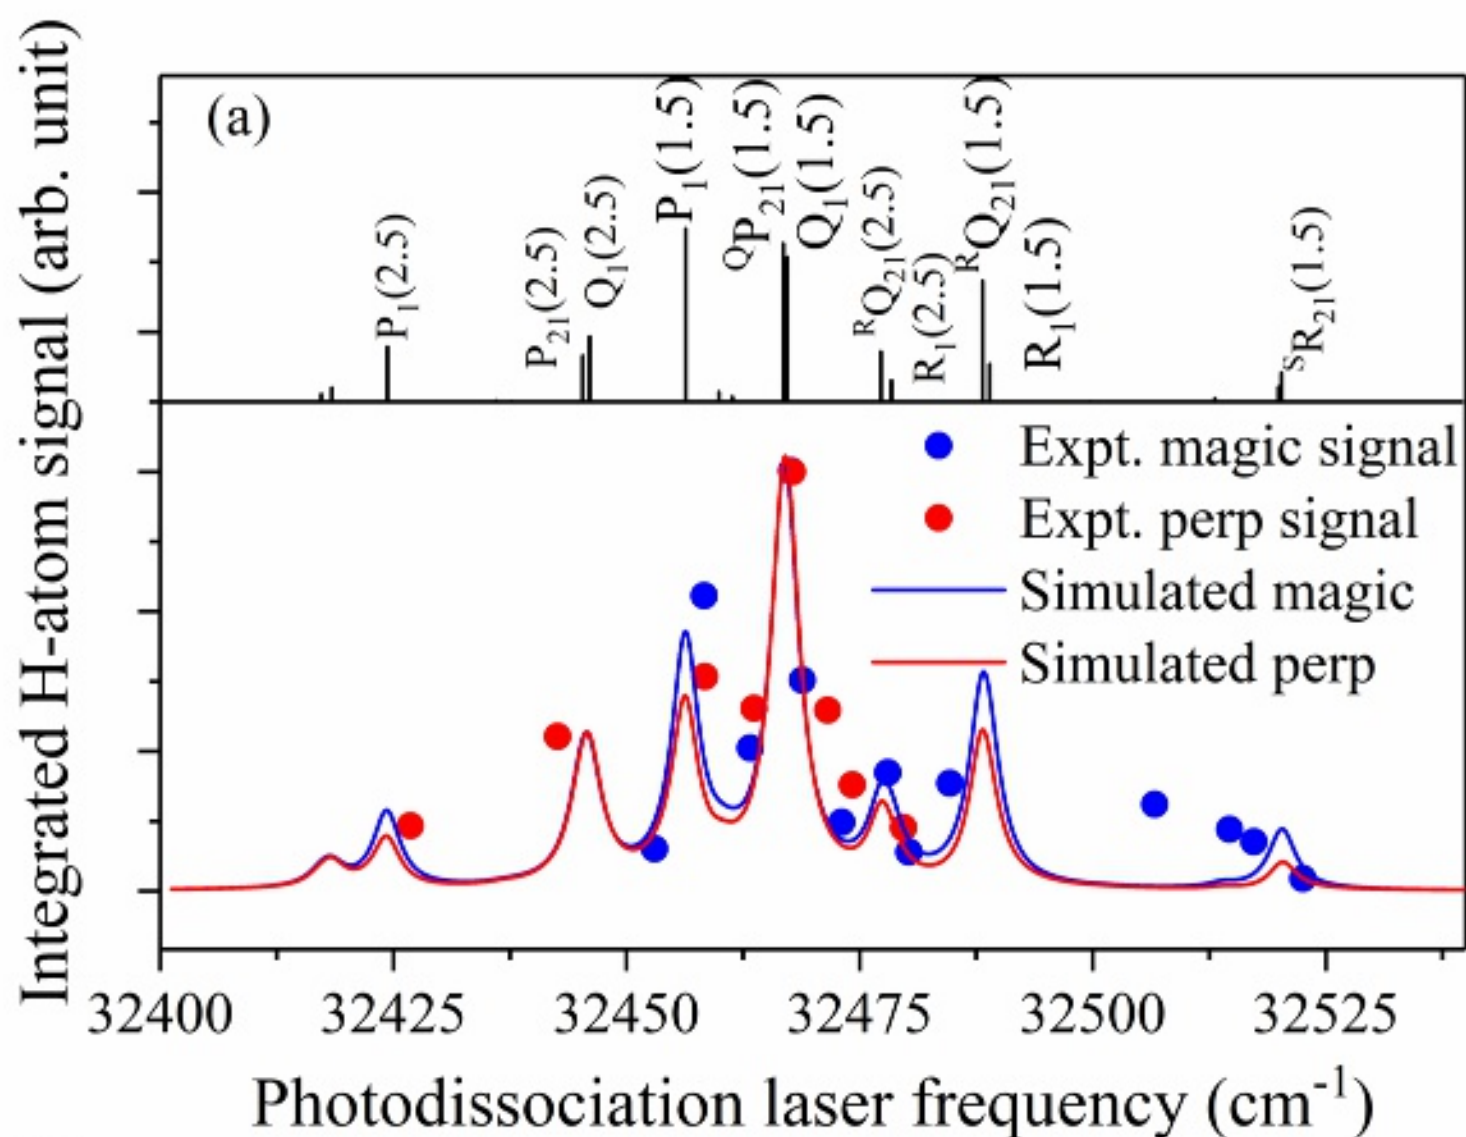 Integrated H-atom signal (arb. unit)
(a)
P₁(2.5)
P₂₁(2.5)
Q₁(2.5)
P₁(1.5)
ᑫP₂₁(1.5)
Q₁(1.5)
ᴿQ₂₁(2.5)
R₁(2.5)
ᴿQ₂₁(1.5)
R₁(1.5)
ˢR₂₁(1.5)
Expt. magic signal
Expt. perp signal
Simulated magic
Simulated perp
32400 32425 32450 32475 32500 32525
Photodissociation laser frequency (cm⁻¹)